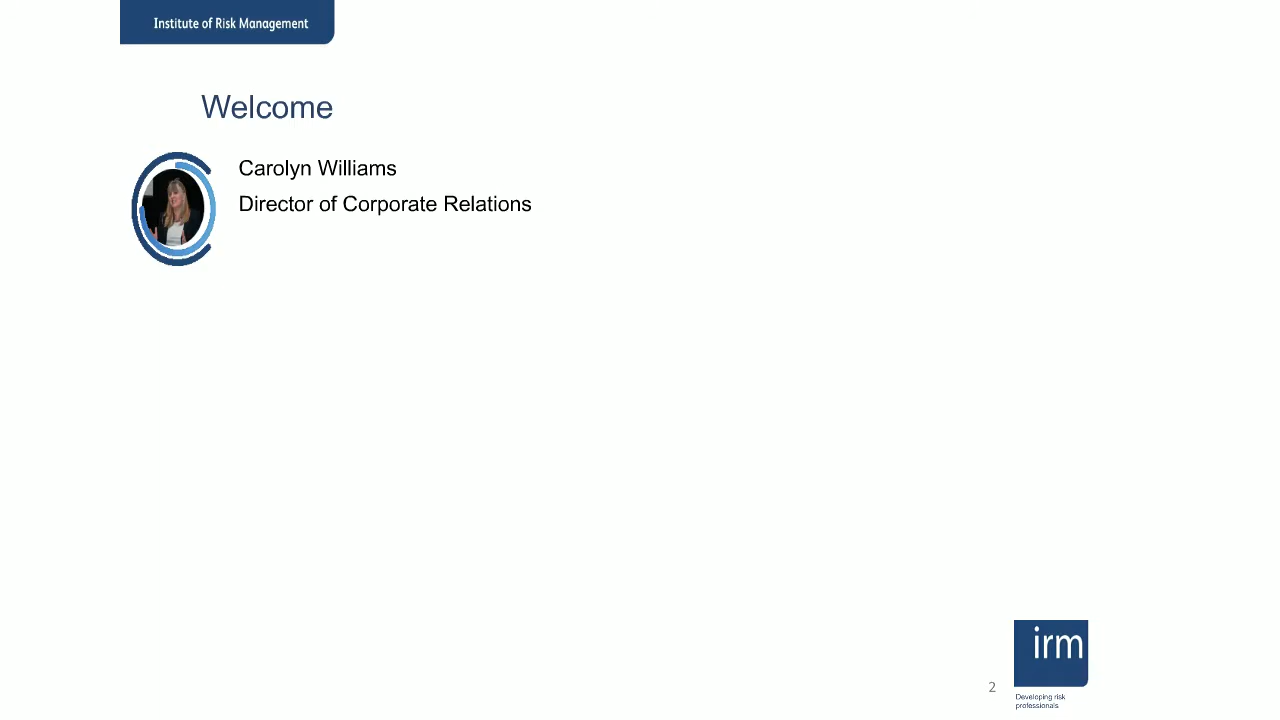 Institute of Risk Management
Welcome
Carolyn Williams
Director of Corporate Relations
irm
2
Developing risk
professionals